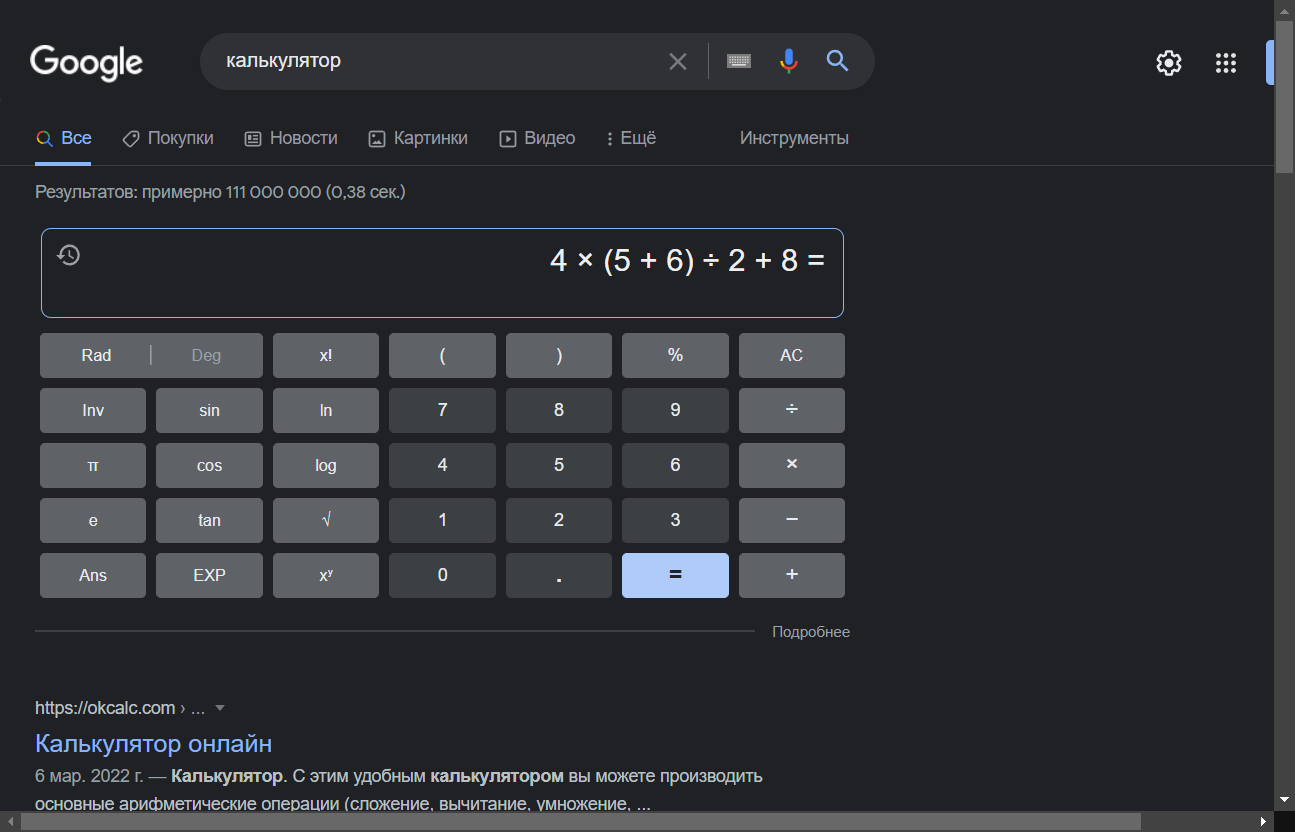 Google
калькулятор
Все Покупки Новости Картинки Видео Ещё Инструменты
Результатов: примерно 111 000 000 (0,38 сек.)
4 × (5 + 6) ÷ 2 + 8 =
Rad | Deg x! ( ) % AC
Inv sin ln 7 8 9 ÷
π cos log 4 5 6 ×
e tan √ 1 2 3 −
Ans EXP xʸ 0 . = +
Подробнее
https://okcalc.com › ...
Калькулятор онлайн
6 мар. 2022 г. — Калькулятор. С этим удобным калькулятором вы можете производить
основные арифметические операции (сложение, вычитание, умножение, ...